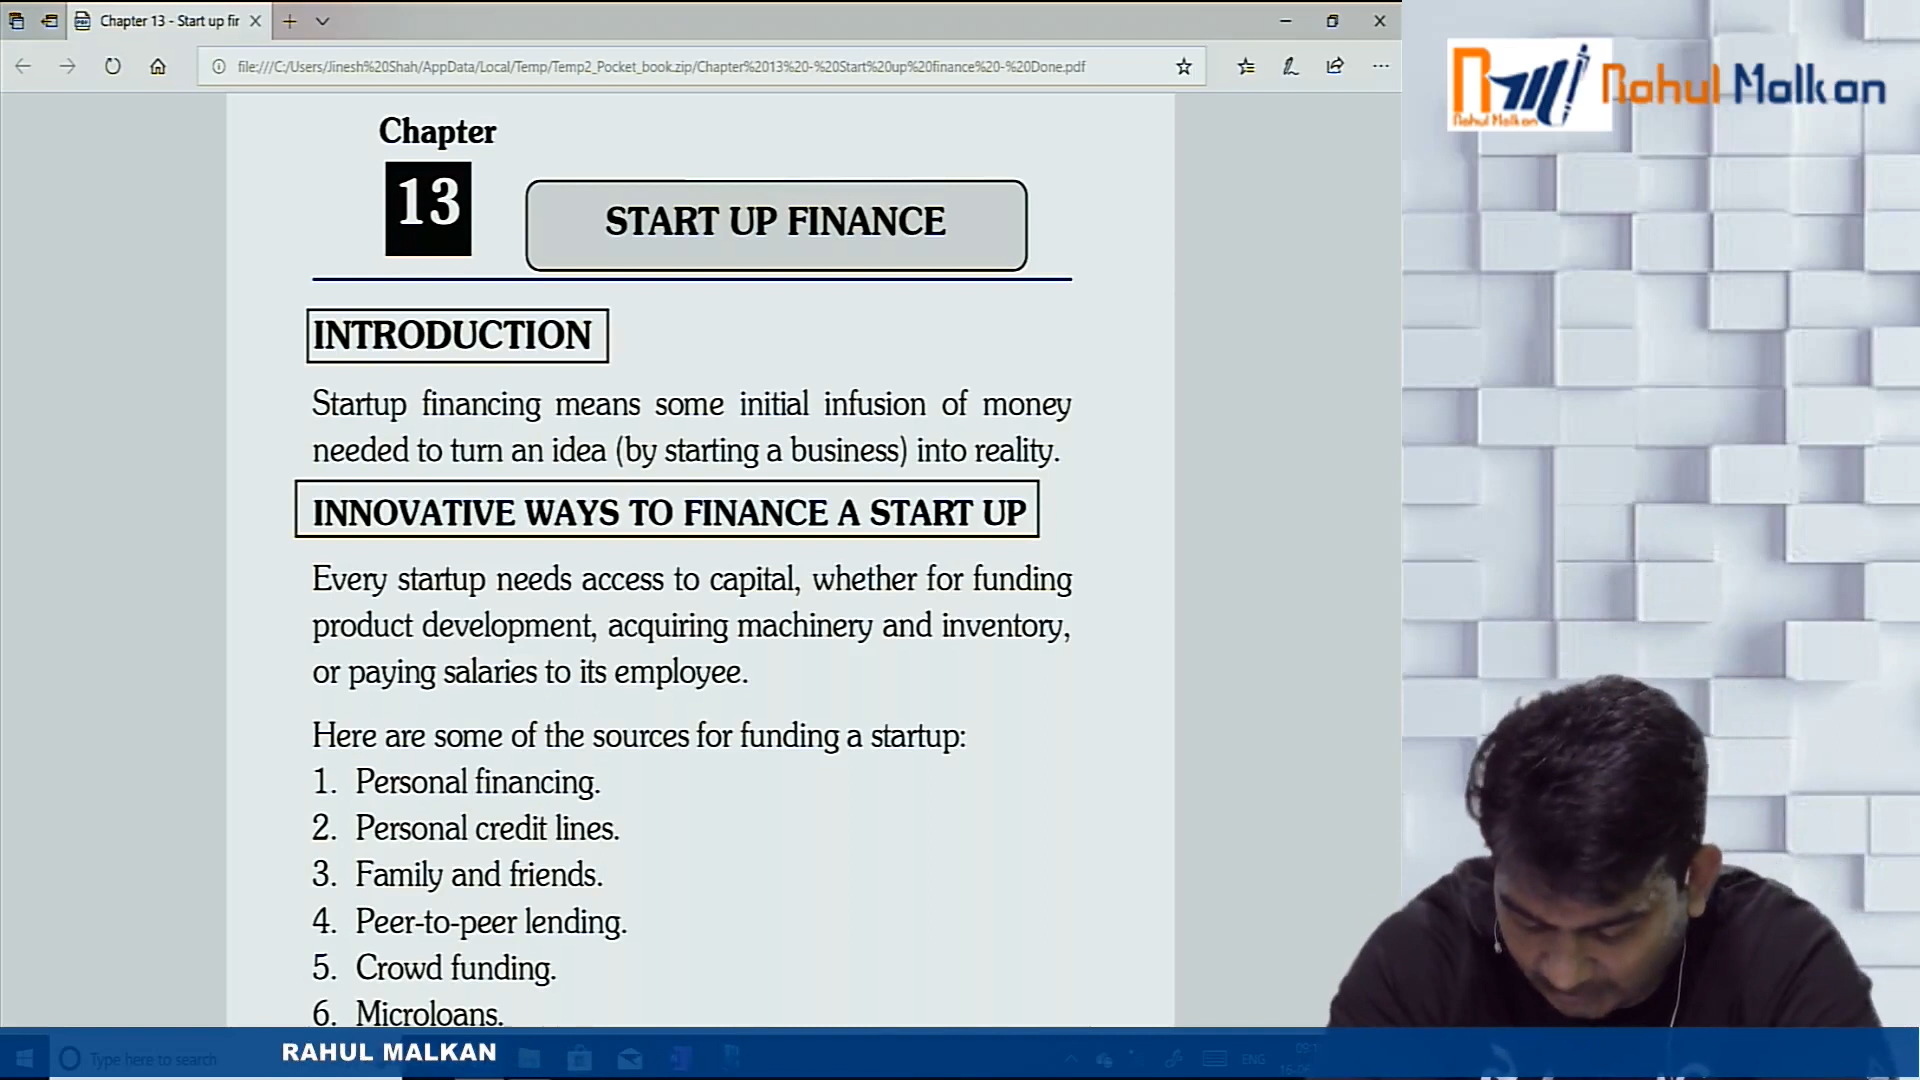 Chapter 13 - Start up fir
file:///C:/Users/Jinesh%20Shah/AppData/Local/Temp/Temp2_Pocket_book.zip/Chapter%2013%20-%20Start%20up%20finance%20-%20Done.pdf
Rahul Malkan
Rahul Malkan
Chapter
13
START UP FINANCE
INTRODUCTION
Startup financing means some initial infusion of money
needed to turn an idea (by starting a business) into reality.
INNOVATIVE WAYS TO FINANCE A START UP
Every startup needs access to capital, whether for funding
product development, acquiring machinery and inventory,
or paying salaries to its employee.
Here are some of the sources for funding a startup:
1. Personal financing.
2. Personal credit lines.
3. Family and friends.
4. Peer-to-peer lending.
5. Crowd funding.
6. Microloans.
Type here to search
RAHUL MALKAN
ENG